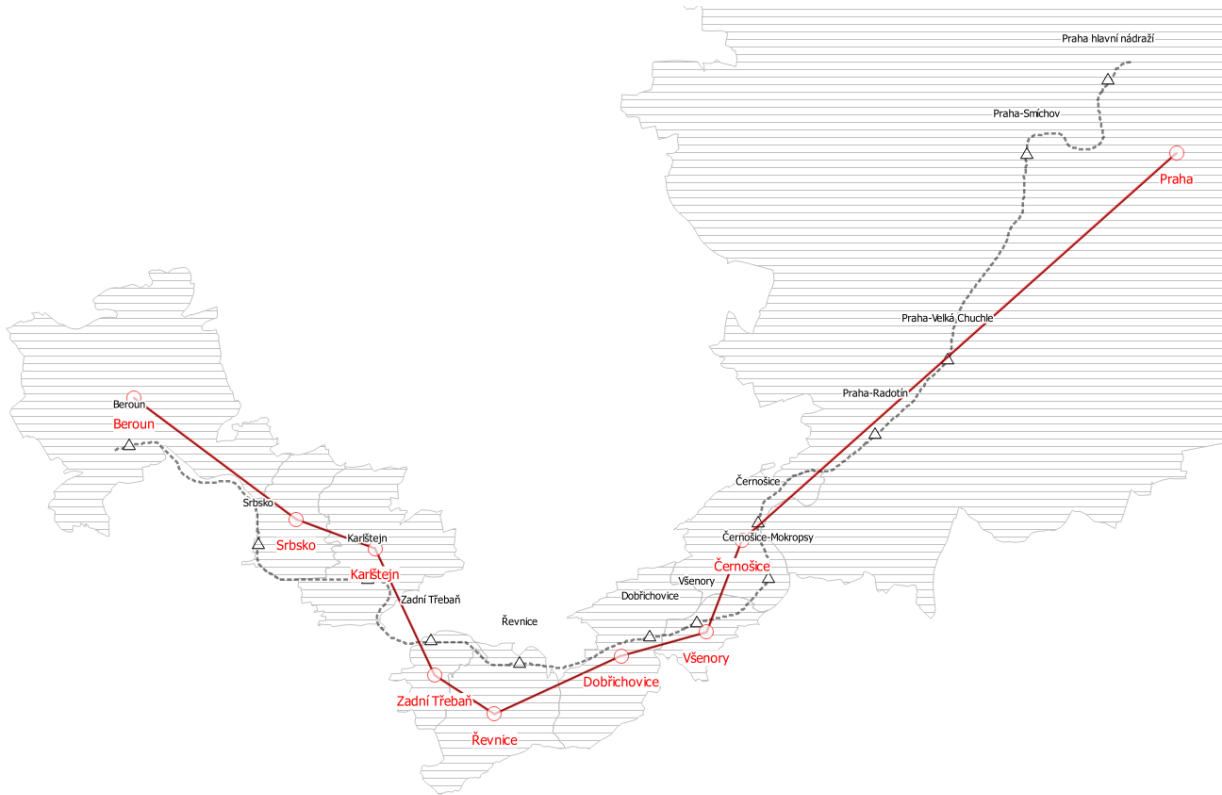 Praha hlavní nádraží
Praha-Smíchov
Praha
Praha-Velká Chuchle
Praha-Radotín
Beroun
Beroun
Černošice
Srbsko
Karlštejn
Černošice-Mokropsy
Srbsko
Černošice
Karlštejn
Všenory
Dobřichovice
Zadní Třebaň
Řevnice
Všenory
Dobřichovice
Zadní Třebaň
Řevnice